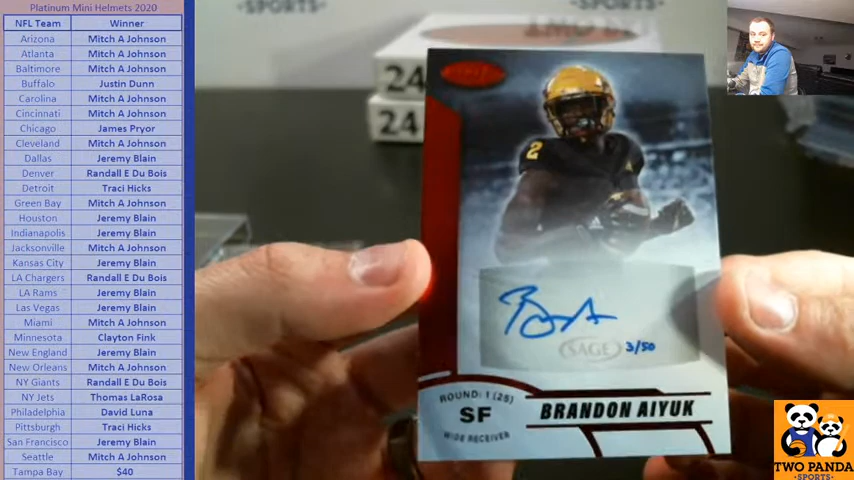 Platinum Mini Helmets 2020
NFL Team Winner
Arizona Mitch A Johnson
Atlanta Mitch A Johnson
Baltimore Mitch A Johnson
Buffalo Justin Dunn
Carolina Mitch A Johnson
Cincinnati Mitch A Johnson
Chicago James Pryor
Cleveland Mitch A Johnson
Dallas Jeremy Blain
Denver Randall E Du Bois
Detroit Traci Hicks
Green Bay Mitch A Johnson
Houston Jeremy Blain
Indianapolis Jeremy Blain
Jacksonville Mitch A Johnson
Kansas City Jeremy Blain
LA Chargers Randall E Du Bois
LA Rams Jeremy Blain
Las Vegas Jeremy Blain
Miami Mitch A Johnson
Minnesota Clayton Fink
New England Jeremy Blain
New Orleans Mitch A Johnson
NY Giants Randall E Du Bois
NY Jets Thomas LaRosa
Philadelphia David Luna
Pittsburgh Traci Hicks
San Francisco Jeremy Blain
Seattle Mitch A Johnson
Tampa Bay $40
24
24
2
SAGE 3/50
ROUND: 1 (25)
SF
WIDE RECEIVER
BRANDON AIYUK
TWO PANDA
•SPORTS•